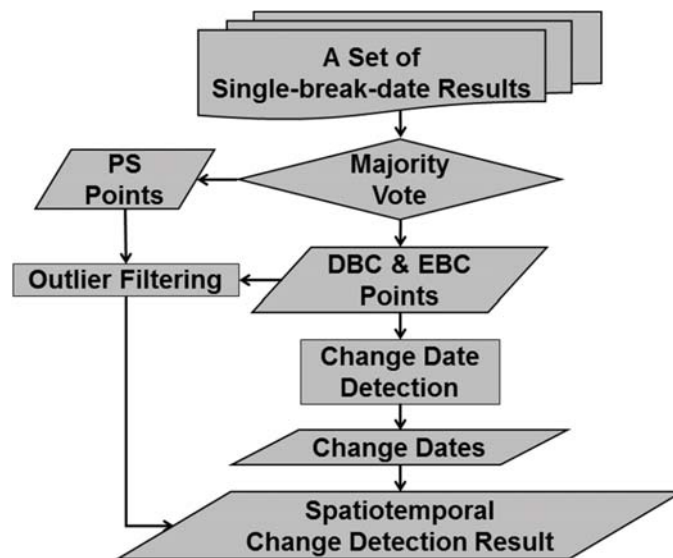 A Set of
Single-break-date Results
PS
Points
Majority
Vote
Outlier Filtering
DBC & EBC
Points
Change Date
Detection
Change Dates
Spatiotemporal
Change Detection Result